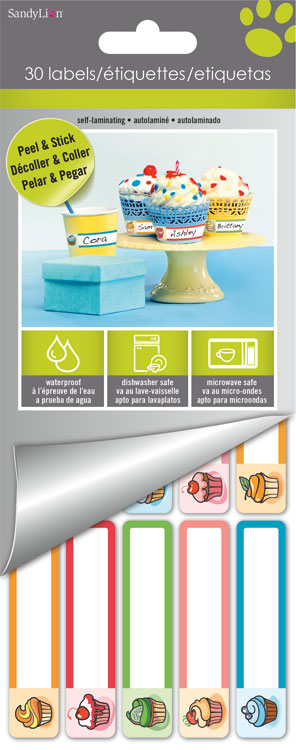 SandyLion
30 labels/étiquettes/etiquetas
self-laminating • autolaminé • autolaminado
Peel & Stick
Décoller & Coller
Pelar & Pegar
Cora
Sam
Ashley
Brittany
waterproof
à l'épreuve de l'eau
a prueba de agua
dishwasher safe
va au lave-vaisselle
apto para lavaplatos
microwave safe
va au micro-ondes
apto para microondas